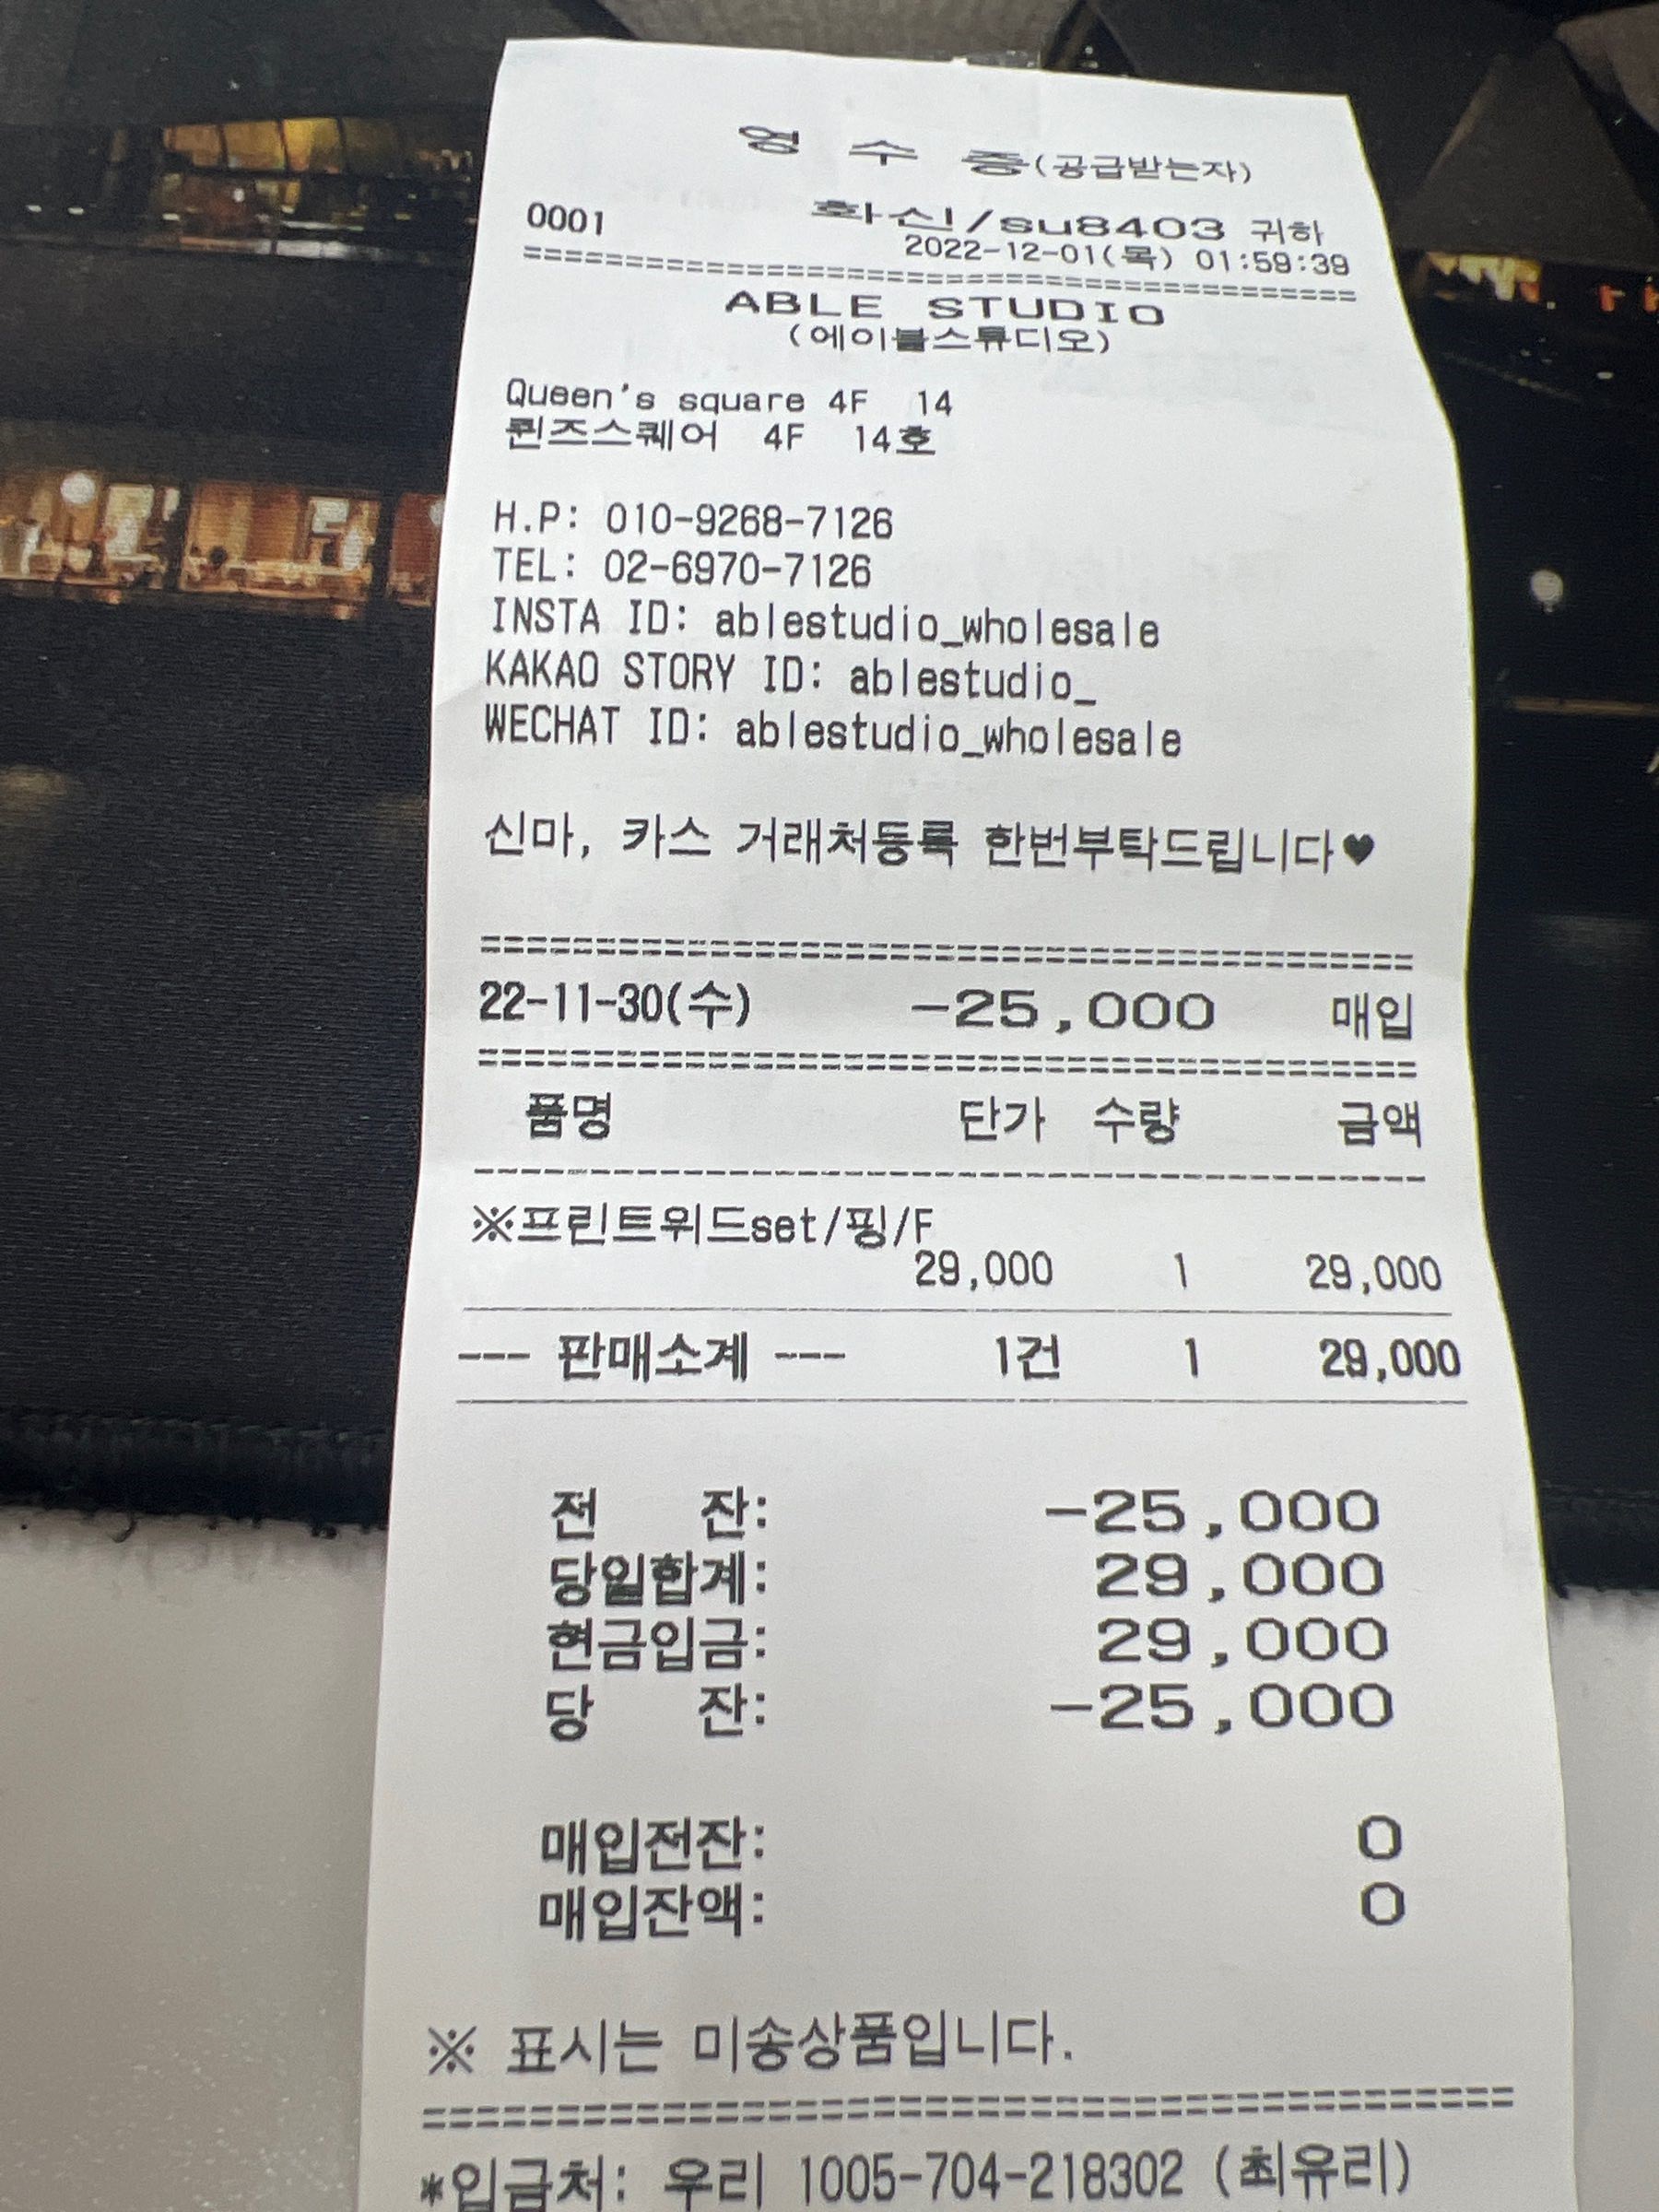 영 수 증(공급받는자)
0001 화신/su8403 귀하
2022-12-01(목) 01:59:39
========================================
ABLE STUDIO
(에이블스튜디오)
Queen's square 4F 14
퀸즈스퀘어 4F 14호
H.P: 010-9268-7126
TEL: 02-6970-7126
INSTA ID: ablestudio_wholesale
KAKAO STORY ID: ablestudio_
WECHAT ID: ablestudio_wholesale
신마, 카스 거래처등록 한번부탁드립니다♥
========================================
22-11-30(수) -25,000 매입
========================================
품명 단가 수량 금액
----------------------------------------
※프린트위드set/핑/F
29,000 1 29,000
--- 판매소계 --- 1건 1 29,000
전 잔: -25,000
당일합계: 29,000
현금입금: 29,000
당 잔: -25,000
매입전잔: 0
매입잔액: 0
※ 표시는 미송상품입니다.
========================================
*입금처: 우리 1005-704-218302 (최유리)